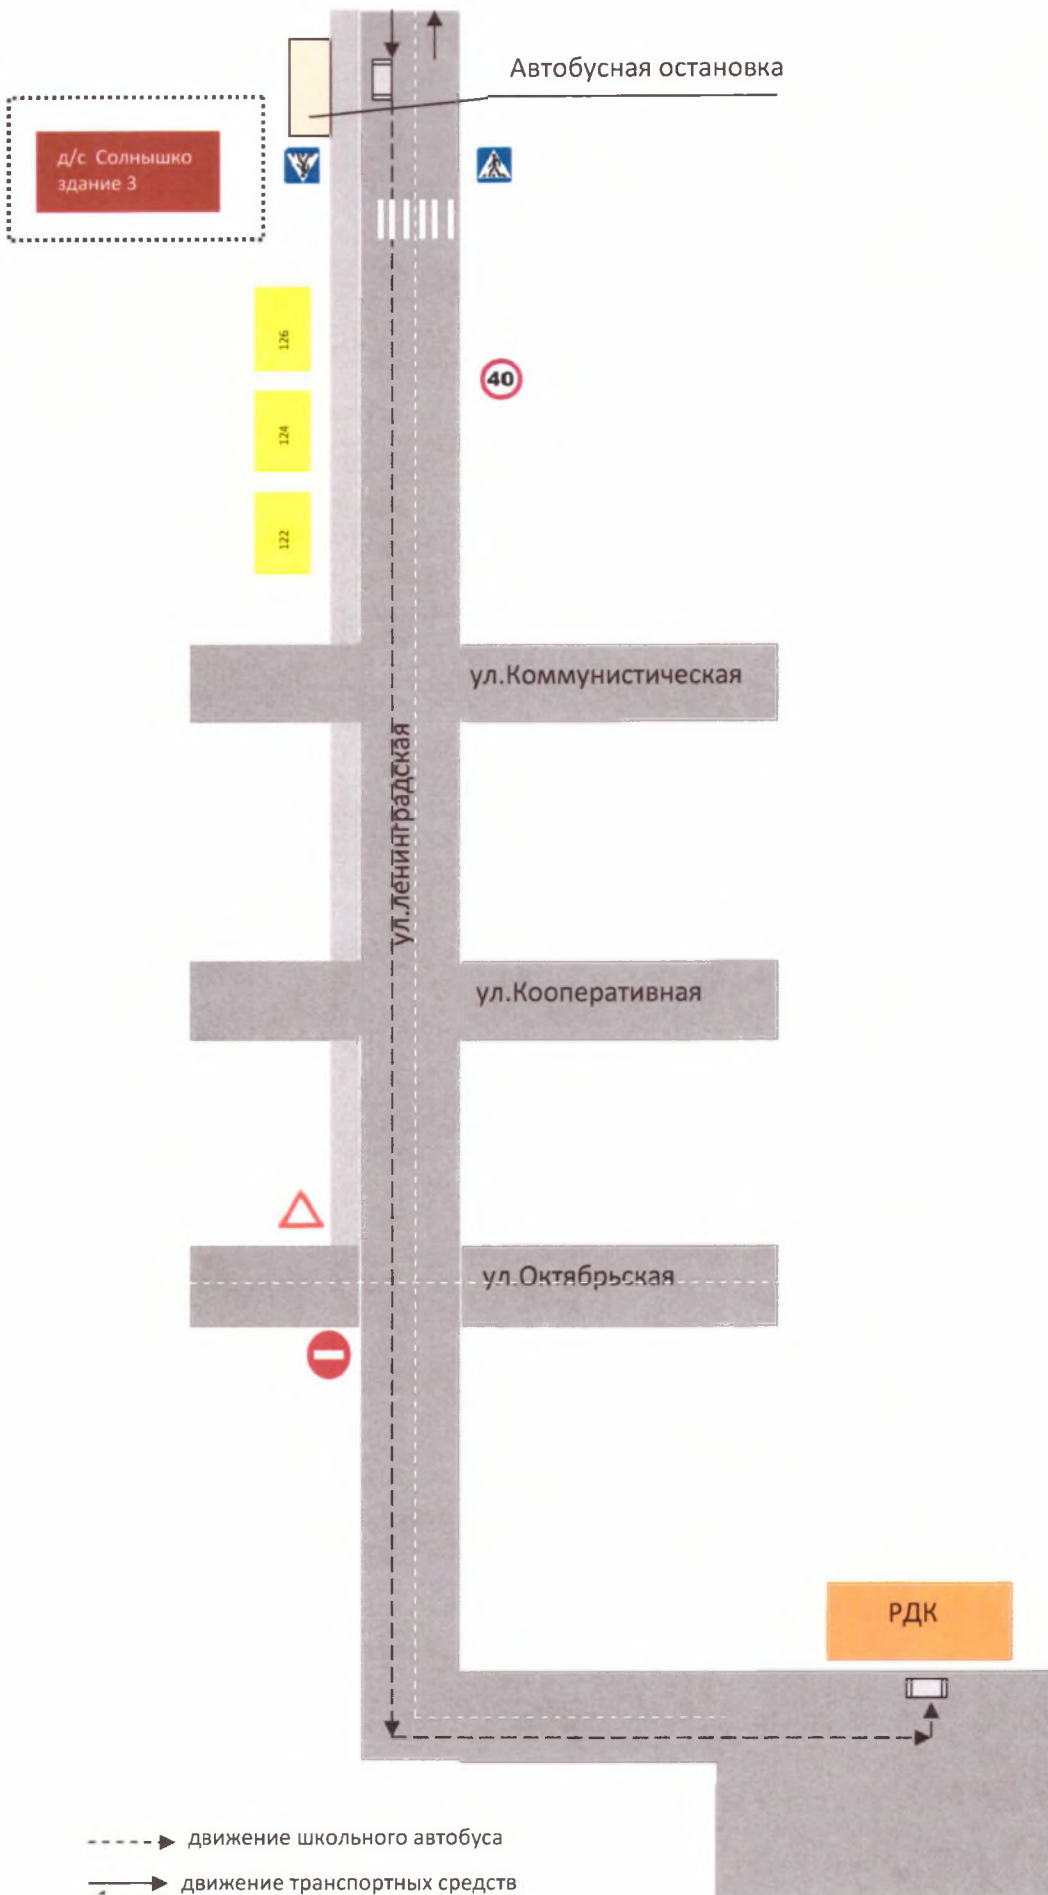 Автобусная остановка
д/с Солнышко
здание 3
126
40
124
122
ул.Коммунистическая
ул.ленинградская
ул.Кооперативная
ул.Октябрьская
РДК
движение школьного автобуса
движение транспортных средств